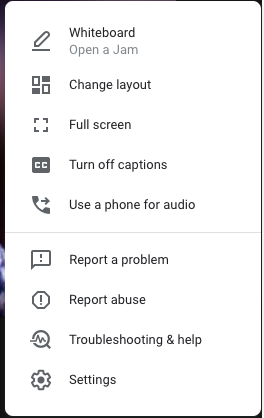 Whiteboard
Open a Jam
Change layout
Full screen
CC Turn off captions
Use a phone for audio
Report a problem
Report abuse
Troubleshooting & help
Settings